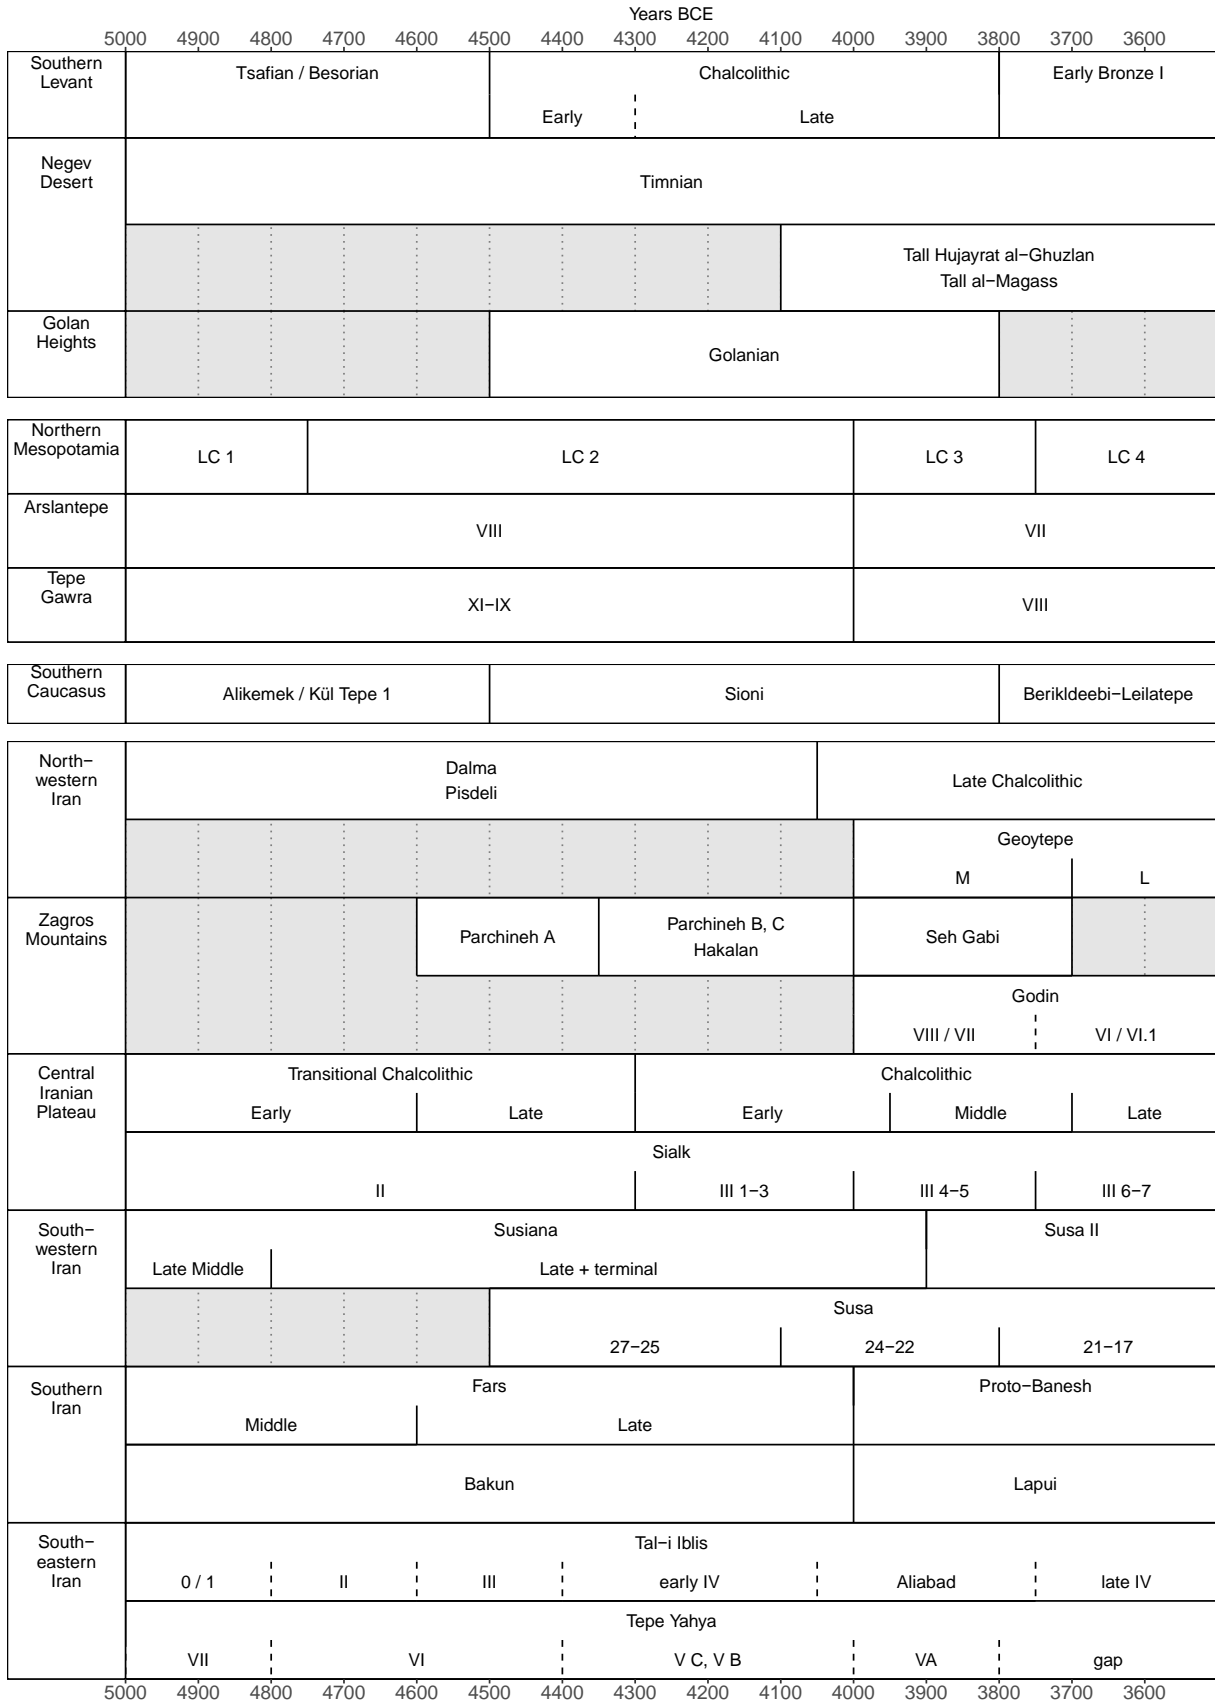 Years BCE
5000 4900 4800 4700 4600 4500 4400 4300 4200 4100 4000 3900 3800 3700 3600
Southern
Levant
Tsafian / Besorian
Chalcolithic
Early Bronze I
Early
Late
Negev
Desert
Timnian
Tall Hujayrat al−Ghuzlan
Tall al−Magass
Golan
Heights
Golanian
Northern
Mesopotamia
LC 1
LC 2
LC 3
LC 4
Arslantepe
VIII
VII
Tepe
Gawra
XI−IX
VIII
Southern
Caucasus
Alikemek / Kül Tepe 1
Sioni
Berikldeebi−Leilatepe
North−
western
Iran
Dalma
Pisdeli
Late Chalcolithic
Geoytepe
M
L
Zagros
Mountains
Parchineh A
Parchineh B, C
Hakalan
Seh Gabi
Godin
VIII / VII
VI / VI.1
Central
Iranian
Plateau
Transitional Chalcolithic
Chalcolithic
Early
Late
Early
Middle
Late
Sialk
II
III 1−3
III 4−5
III 6−7
South−
western
Iran
Susiana
Susa II
Late Middle
Late + terminal
Susa
27−25
24−22
21−17
Southern
Iran
Fars
Proto−Banesh
Middle
Late
Bakun
Lapui
South−
eastern
Iran
Tal−i Iblis
0 / 1
II
III
early IV
Aliabad
late IV
Tepe Yahya
VII
VI
V C, V B
VA
gap
5000 4900 4800 4700 4600 4500 4400 4300 4200 4100 4000 3900 3800 3700 3600